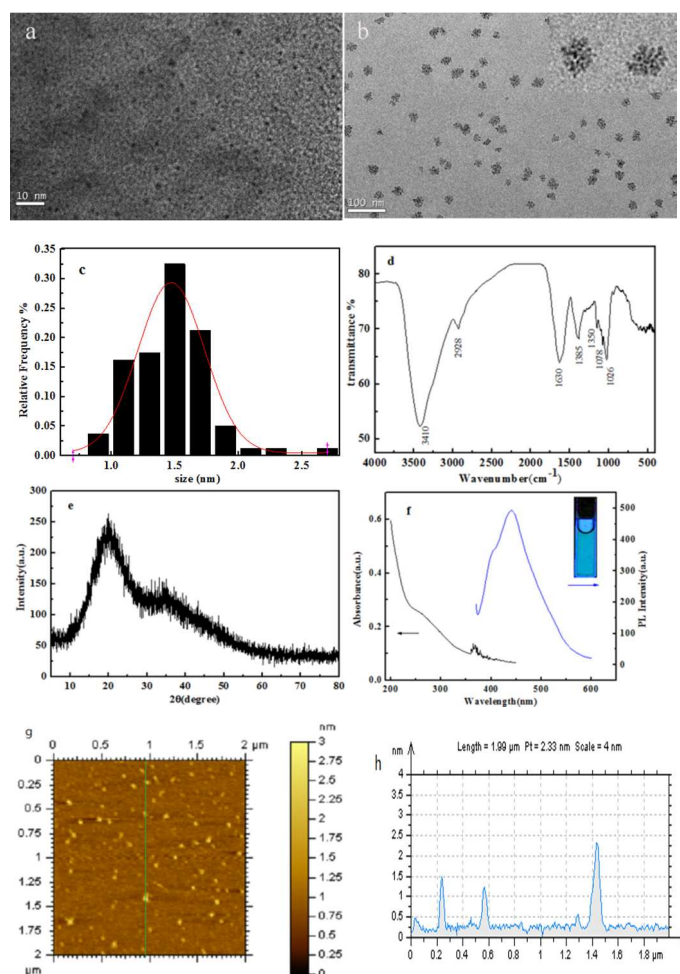 a
10 nm
b
100 nm
c
Relative Frequency %
0.35
0.30
0.25
0.20
0.15
0.10
0.05
0.00
1.0 1.5 2.0 2.5
size (nm)
d
transmittance %
80
70
60
50
3410
2928
1630
1385
1350
1078
1026
4000 3500 3000 2500 2000 1500 1000 500
Wavenumber(cm-1)
e
Intensity(a.u.)
300
250
200
150
100
50
0
10 20 30 40 50 60 70 80
2θ(degree)
f
Absorbance(a.u.)
0.6
0.4
0.2
0.0
200 300 400 500 600
Wavelength(nm)
500
400
300
200
100
0
PL Intensity(a.u.)
g
0 0.5 1 1.5 2 μm
0
0.25
0.5
0.75
1
1.25
1.5
1.75
2
μm
nm
3
2.75
2.5
2.25
2
1.75
1.5
1.25
1
0.75
0.5
0.25
0
h
Length = 1.99 μm Pt = 2.33 nm Scale = 4 nm
nm
4
3.5
3
2.5
2
1.5
1
0.5
0
0 0.2 0.4 0.6 0.8 1 1.2 1.4 1.6 1.8 μm